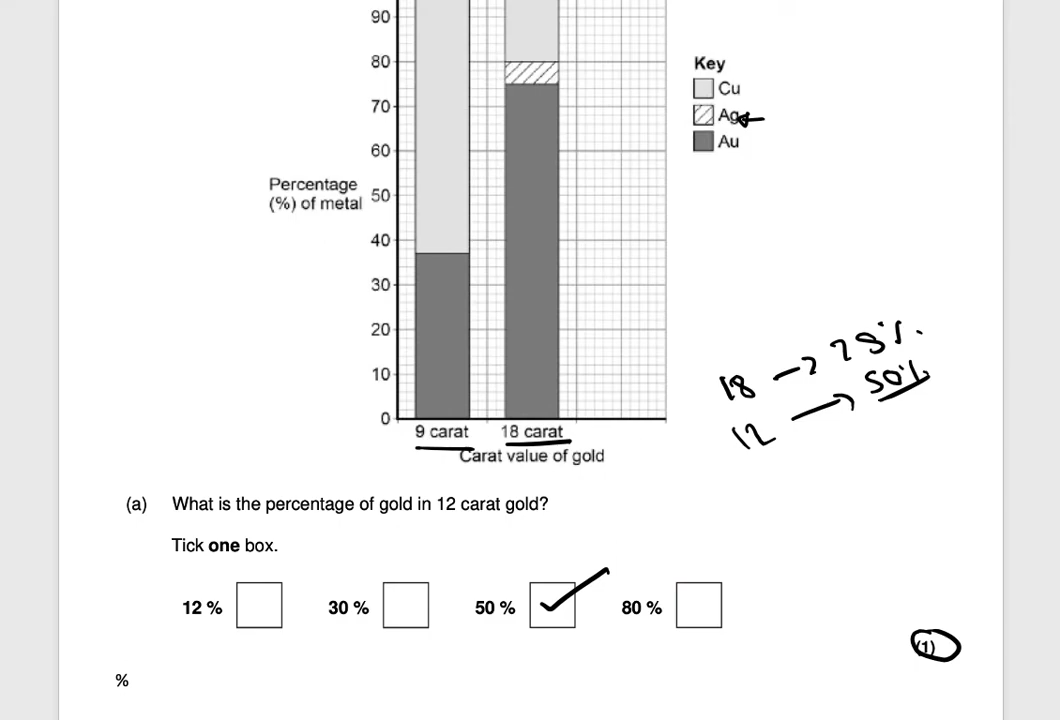 90
80
70
60
50
40
30
20
10
0
Percentage
(%) of metal
Key
Cu
Ag
Au
9 carat 18 carat
Carat value of gold
18 → 75%
12 → 50%
(a) What is the percentage of gold in 12 carat gold?
Tick one box.
12 % 30 % 50 % 80 %
(1)
%